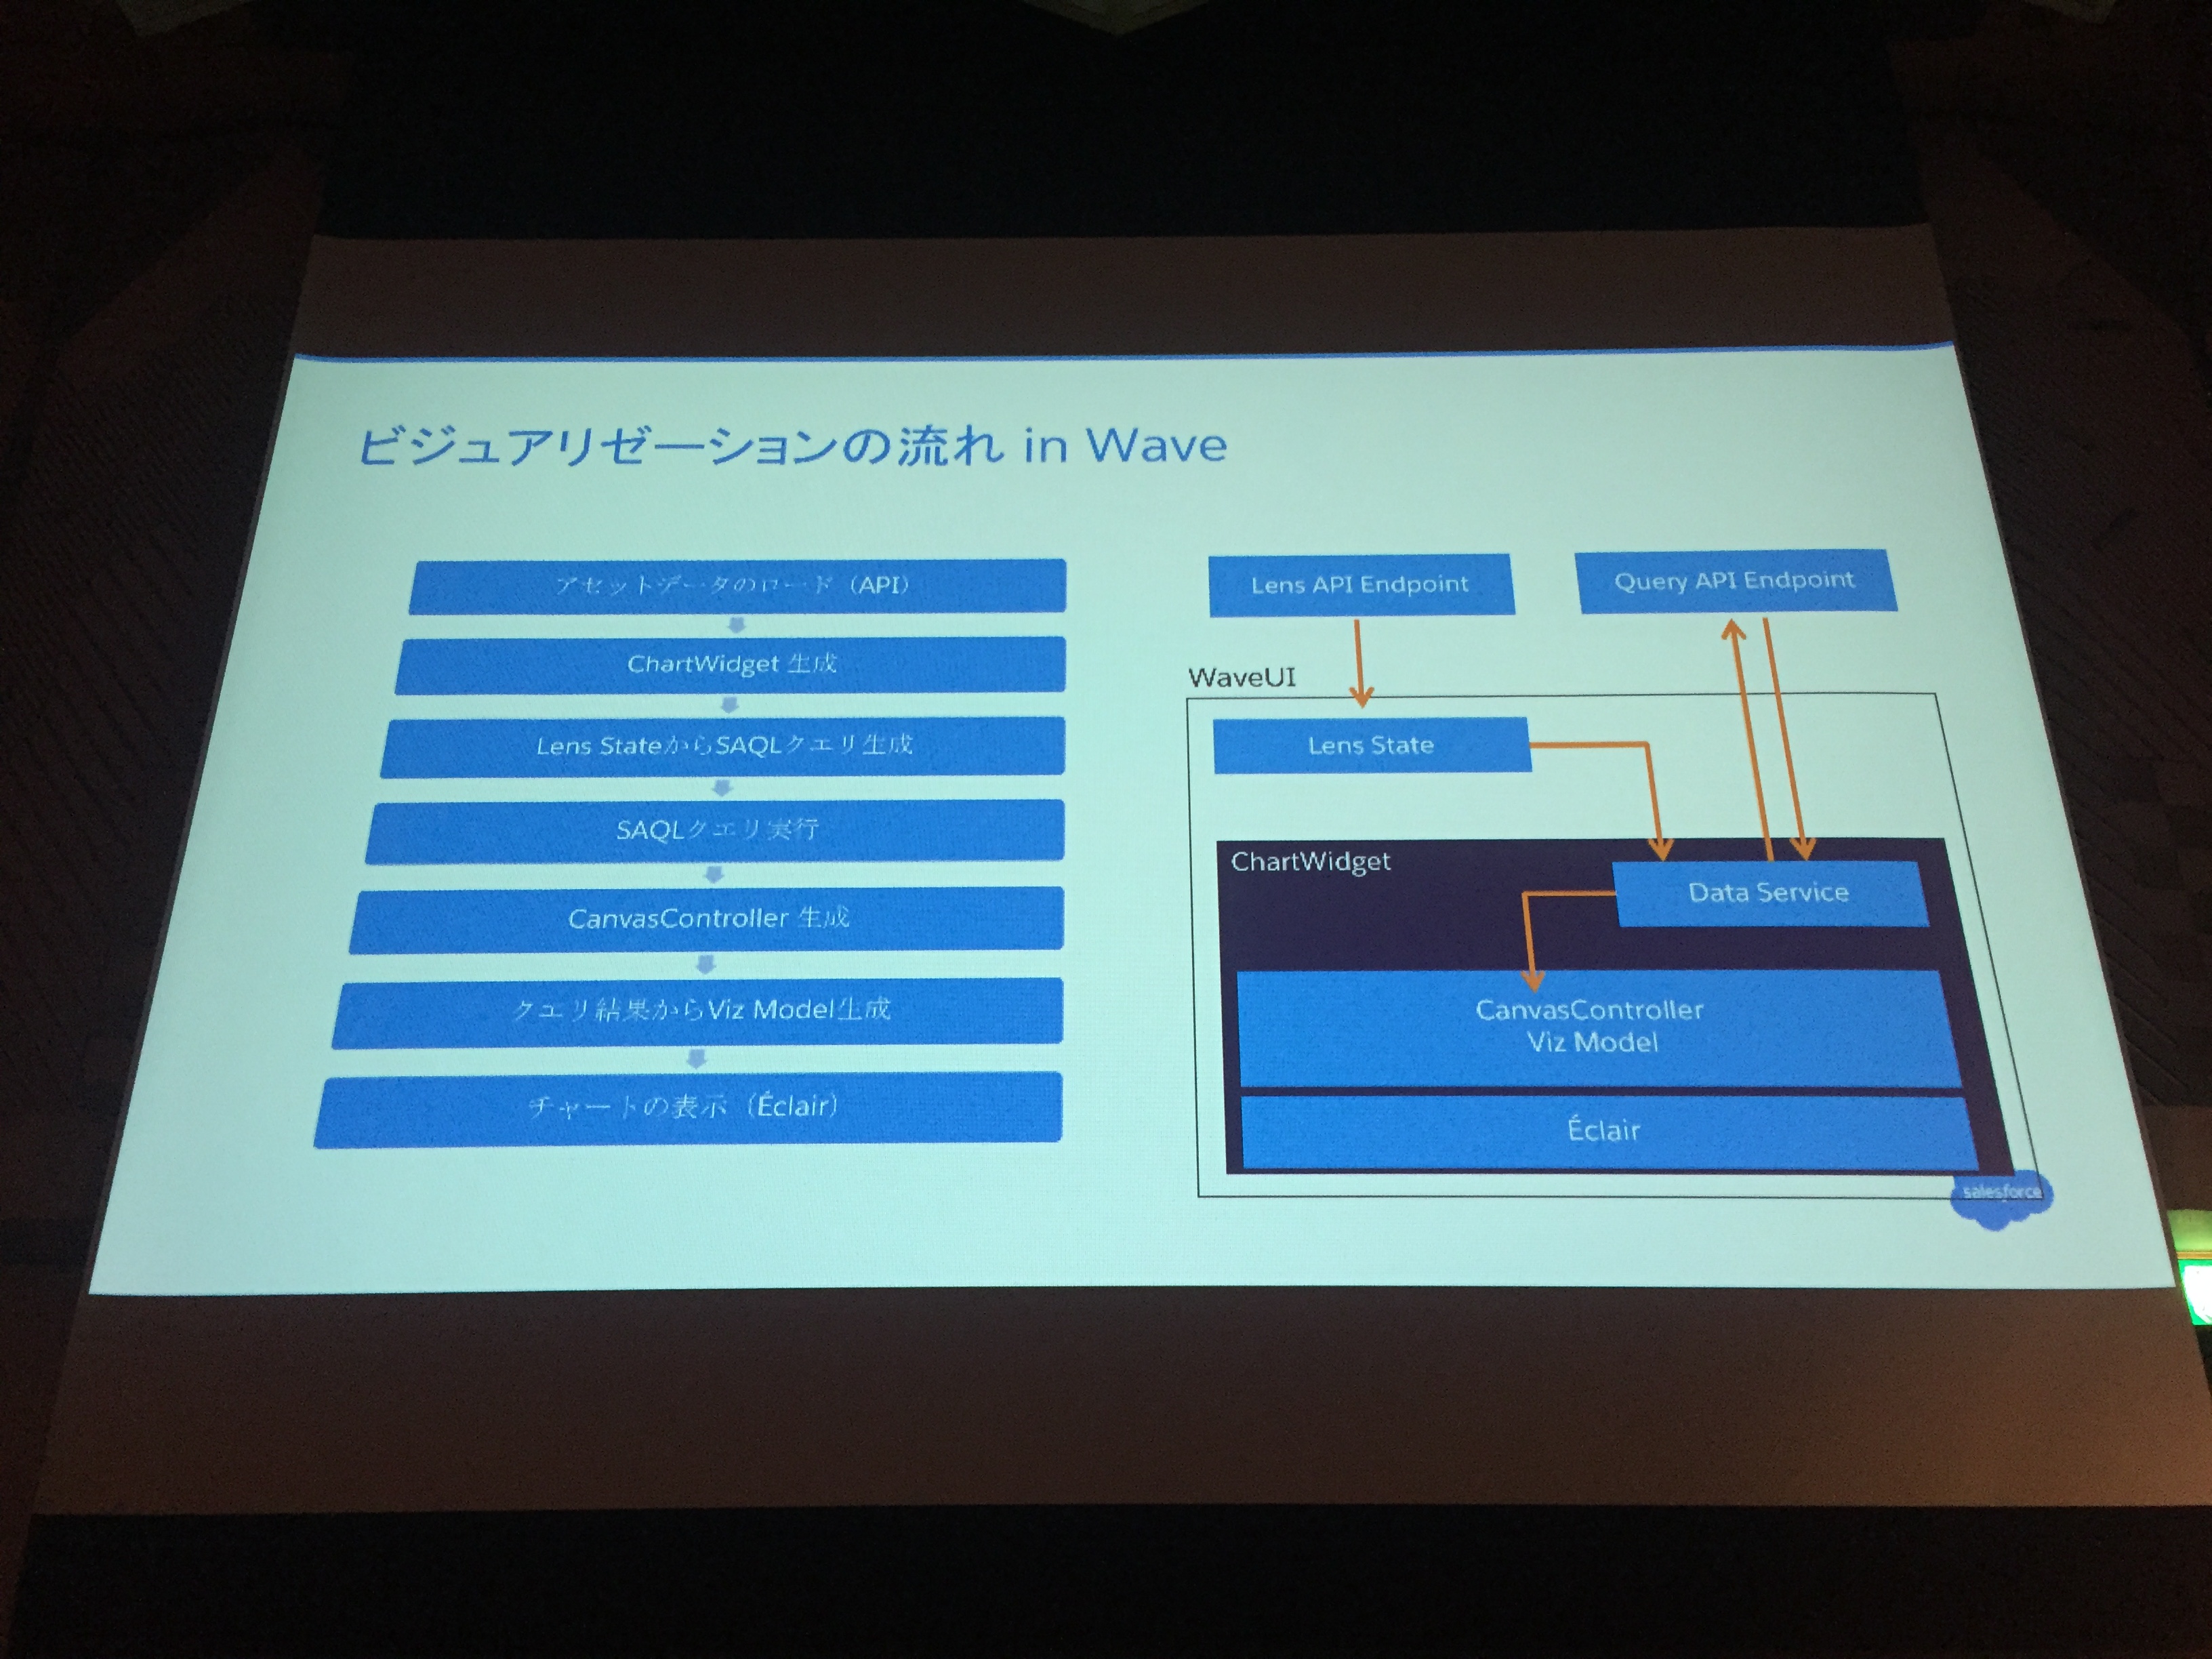 ビジュアリゼーションの流れ in Wave
アセットデータのロード（API）
ChartWidget 生成
Lens StateからSAQLクエリ生成
SAQLクエリ実行
CanvasController 生成
クエリ結果からViz Model生成
チャートの表示（Éclair）
Lens API Endpoint
Query API Endpoint
WaveUI
Lens State
ChartWidget
Data Service
CanvasController
Viz Model
Éclair
salesforce